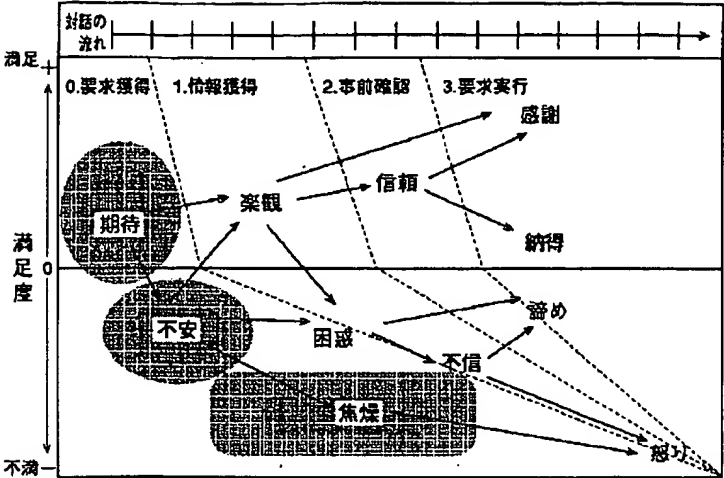 対話の
流れ
満足
+
0.要求獲得
1.情報獲得
2.事前確認
3.要求実行
感謝
信頼
楽観
期待
納得
満足度
0
諦め
不安
困惑
不信
焦燥
怒り
不満